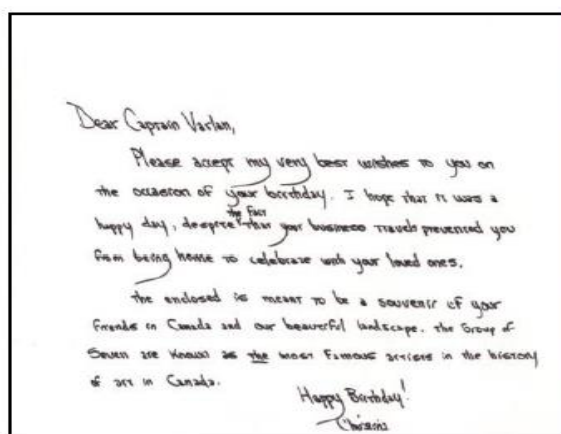 Dear Captain Varlan,
Please accept my very best wishes to you on
the occasion of your birthday. I hope that it was a
happy day, despite the fact that your business travels prevented you
from being home to celebrate with your loved ones.
The enclosed is meant to be a souvenir of your
friends in Canada and our beautiful landscape. The Group of
Seven are known as the most famous artists in the history
of art in Canada.
Happy Birthday!